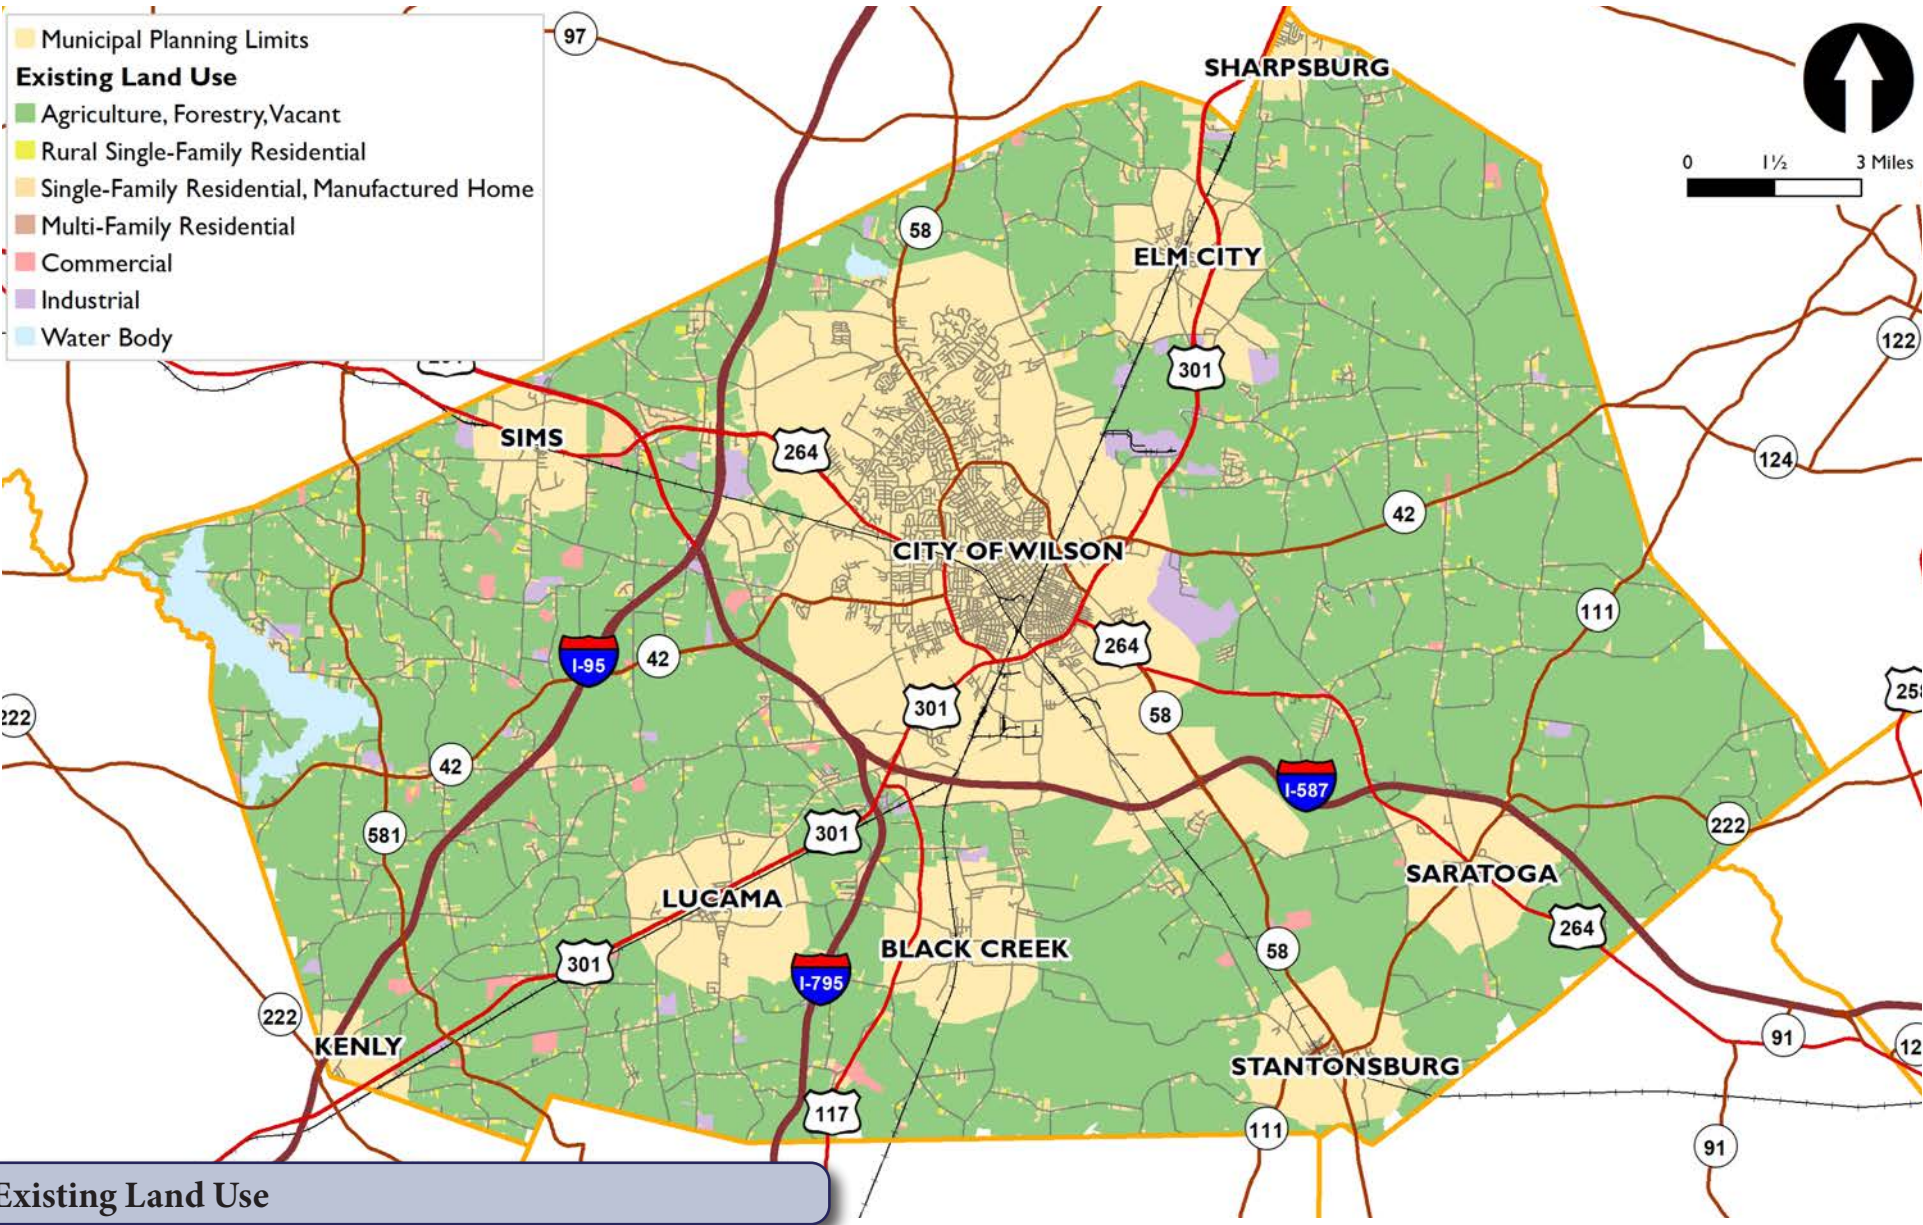 Municipal Planning Limits
Existing Land Use
Agriculture, Forestry, Vacant
Rural Single-Family Residential
Single-Family Residential, Manufactured Home
Multi-Family Residential
Commercial
Industrial
Water Body
97
SHARPSBURG
0 1½ 3 Miles
58
ELM CITY
122
301
SIMS
264
124
42
CITY OF WILSON
111
I-95
42
264
222
301
58
258
42
I-587
581
301
222
LUCAMA
SARATOGA
264
BLACK CREEK
58
301
I-795
222
KENLY
91
12
STANTONSBURG
117
111
91
Existing Land Use